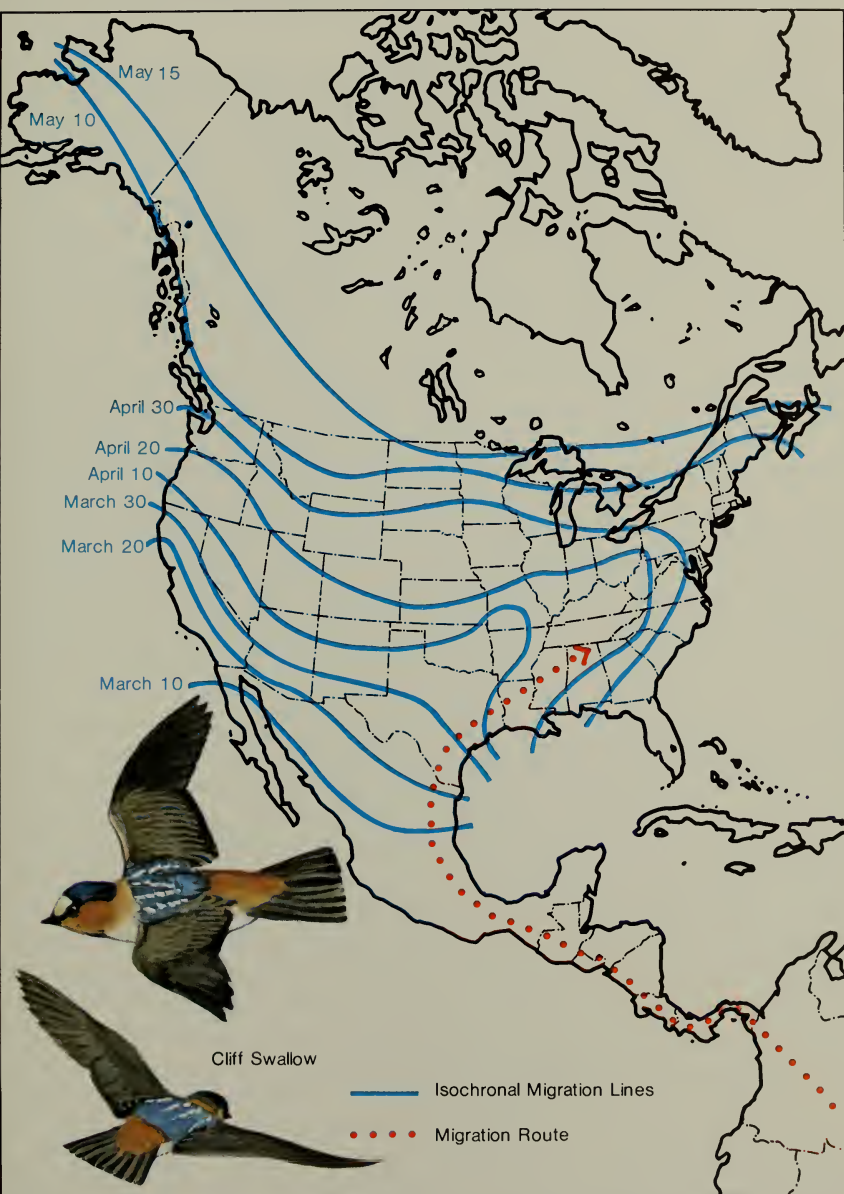 May 15
May 10
April 30
April 20
April 10
March 30
March 20
March 10
Cliff Swallow
Isochronal Migration Lines
Migration Route